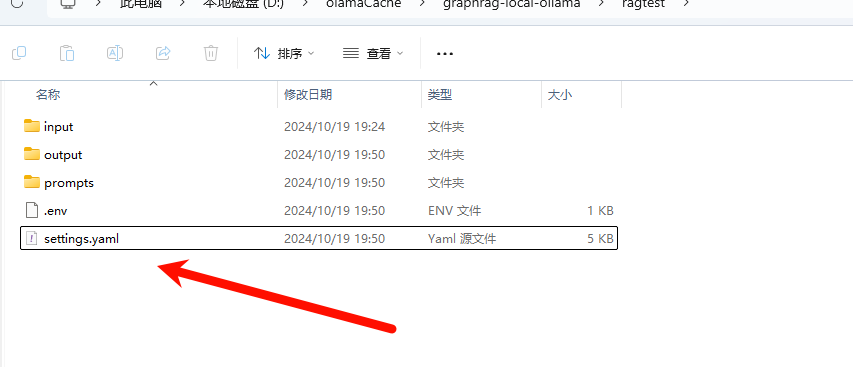 此电脑 > 本地磁盘 (D:) > ollamaCache > graphrag-local-ollama > ragtest >
排序 查看 ···
名称 修改日期 类型 大小
input 2024/10/19 19:24 文件夹
output 2024/10/19 19:50 文件夹
prompts 2024/10/19 19:50 文件夹
.env 2024/10/19 19:50 ENV 文件 1 KB
settings.yaml 2024/10/19 19:50 Yaml 源文件 5 KB